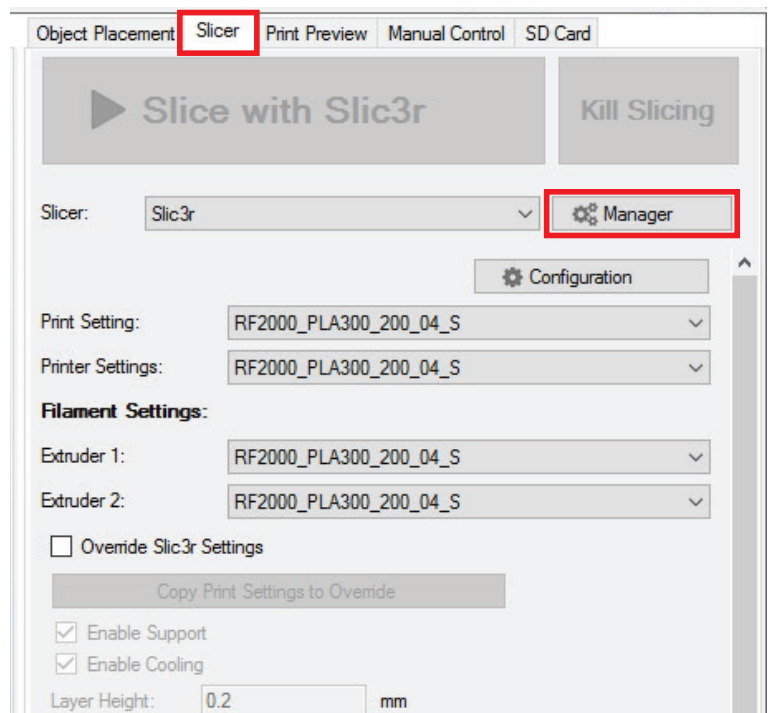 Object Placement Slicer Print Preview Manual Control SD Card
Slice with Slic3r Kill Slicing
Slicer: Slic3r Manager
Configuration
Print Setting: RF2000_PLA300_200_04_S
Printer Settings: RF2000_PLA300_200_04_S
Filament Settings:
Extruder 1: RF2000_PLA300_200_04_S
Extruder 2: RF2000_PLA300_200_04_S
Override Slic3r Settings
Copy Print Settings to Override
Enable Support
Enable Cooling
Layer Height: 0.2 mm